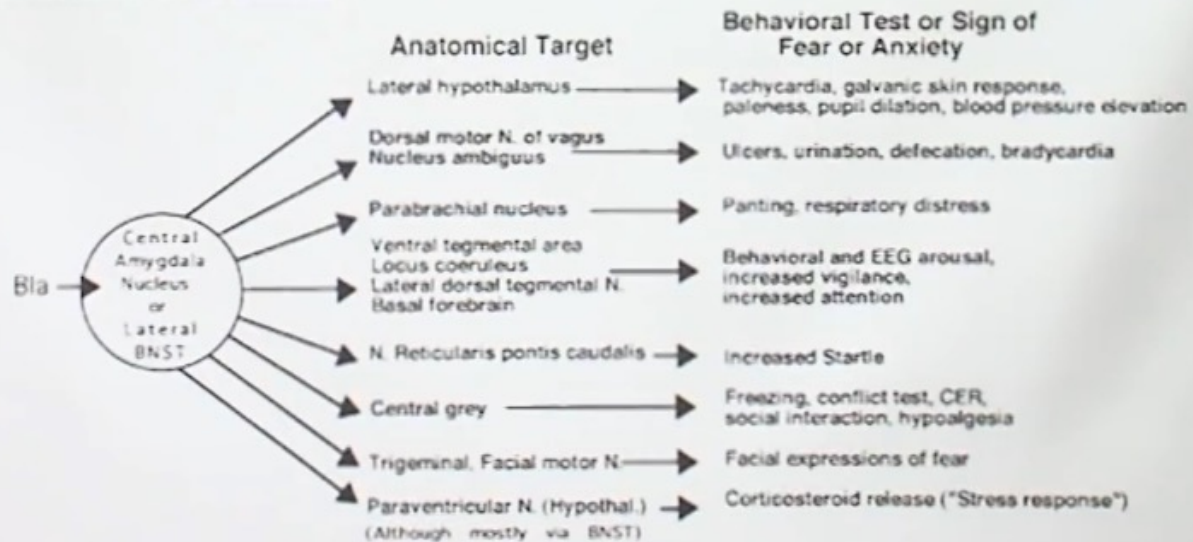 Anatomical Target
Behavioral Test or Sign of
Fear or Anxiety
Bla
Central
Amygdala
Nucleus
or
Lateral
BNST
Lateral hypothalamus
Tachycardia, galvanic skin response,
paleness, pupil dilation, blood pressure elevation
Dorsal motor N. of vagus
Nucleus ambiguus
Ulcers, urination, defecation, bradycardia
Parabrachial nucleus
Panting, respiratory distress
Ventral tegmental area
Locus coeruleus
Lateral dorsal tegmental N.
Basal forebrain
Behavioral and EEG arousal,
increased vigilance,
increased attention
N. Reticularis pontis caudalis
Increased Startle
Central grey
Freezing, conflict test, CER,
social interaction, hypoalgesia
Trigeminal, Facial motor N.
Facial expressions of fear
Paraventricular N. (Hypothal.)
(Although mostly via BNST)
Corticosteroid release ("Stress response")